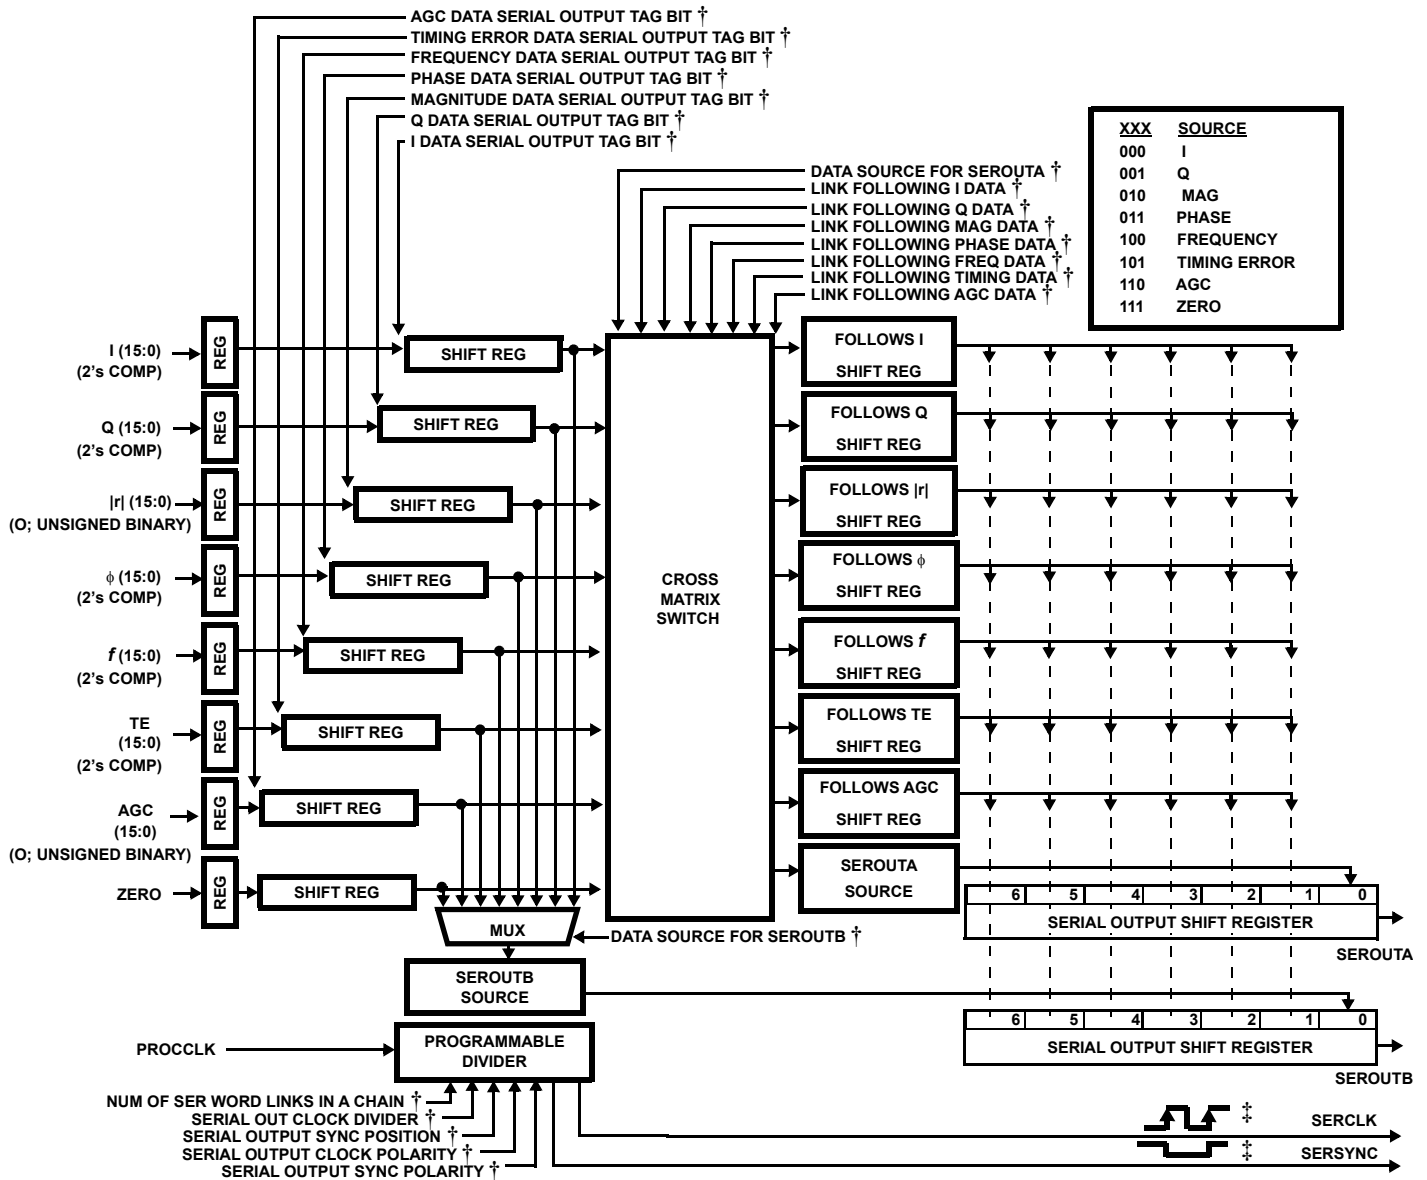 AGC DATA SERIAL OUTPUT TAG BIT †
TIMING ERROR DATA SERIAL OUTPUT TAG BIT †
FREQUENCY DATA SERIAL OUTPUT TAG BIT †
PHASE DATA SERIAL OUTPUT TAG BIT †
MAGNITUDE DATA SERIAL OUTPUT TAG BIT †
Q DATA SERIAL OUTPUT TAG BIT †
I DATA SERIAL OUTPUT TAG BIT †
DATA SOURCE FOR SEROUTA †
LINK FOLLOWING I DATA †
LINK FOLLOWING Q DATA †
LINK FOLLOWING MAG DATA †
LINK FOLLOWING PHASE DATA †
LINK FOLLOWING FREQ DATA †
LINK FOLLOWING TIMING DATA †
LINK FOLLOWING AGC DATA †
XXX SOURCE
000 I
001 Q
010 MAG
011 PHASE
100 FREQUENCY
101 TIMING ERROR
110 AGC
111 ZERO
I (15:0)
(2's COMP)
REG
SHIFT REG
FOLLOWS I
SHIFT REG
Q (15:0)
(2's COMP)
REG
SHIFT REG
FOLLOWS Q
SHIFT REG
|r| (15:0)
(O; UNSIGNED BINARY)
REG
SHIFT REG
FOLLOWS |r|
SHIFT REG
ϕ (15:0)
(2's COMP)
REG
SHIFT REG
CROSS
MATRIX
SWITCH
FOLLOWS ϕ
SHIFT REG
f (15:0)
(2's COMP)
REG
SHIFT REG
FOLLOWS f
SHIFT REG
TE
(15:0)
(2's COMP)
REG
SHIFT REG
FOLLOWS TE
SHIFT REG
AGC
(15:0)
(O; UNSIGNED BINARY)
REG
SHIFT REG
FOLLOWS AGC
SHIFT REG
ZERO
REG
SHIFT REG
SEROUTA
SOURCE
6 5 4 3 2 1 0
SERIAL OUTPUT SHIFT REGISTER
SEROUTA
MUX
DATA SOURCE FOR SEROUTB †
SEROUTB
SOURCE
6 5 4 3 2 1 0
SERIAL OUTPUT SHIFT REGISTER
SEROUTB
PROCCLK
PROGRAMMABLE
DIVIDER
NUM OF SER WORD LINKS IN A CHAIN †
SERIAL OUT CLOCK DIVIDER †
SERIAL OUTPUT SYNC POSITION †
SERIAL OUTPUT CLOCK POLARITY †
SERIAL OUTPUT SYNC POLARITY †
‡ SERCLK
‡ SERSYNC